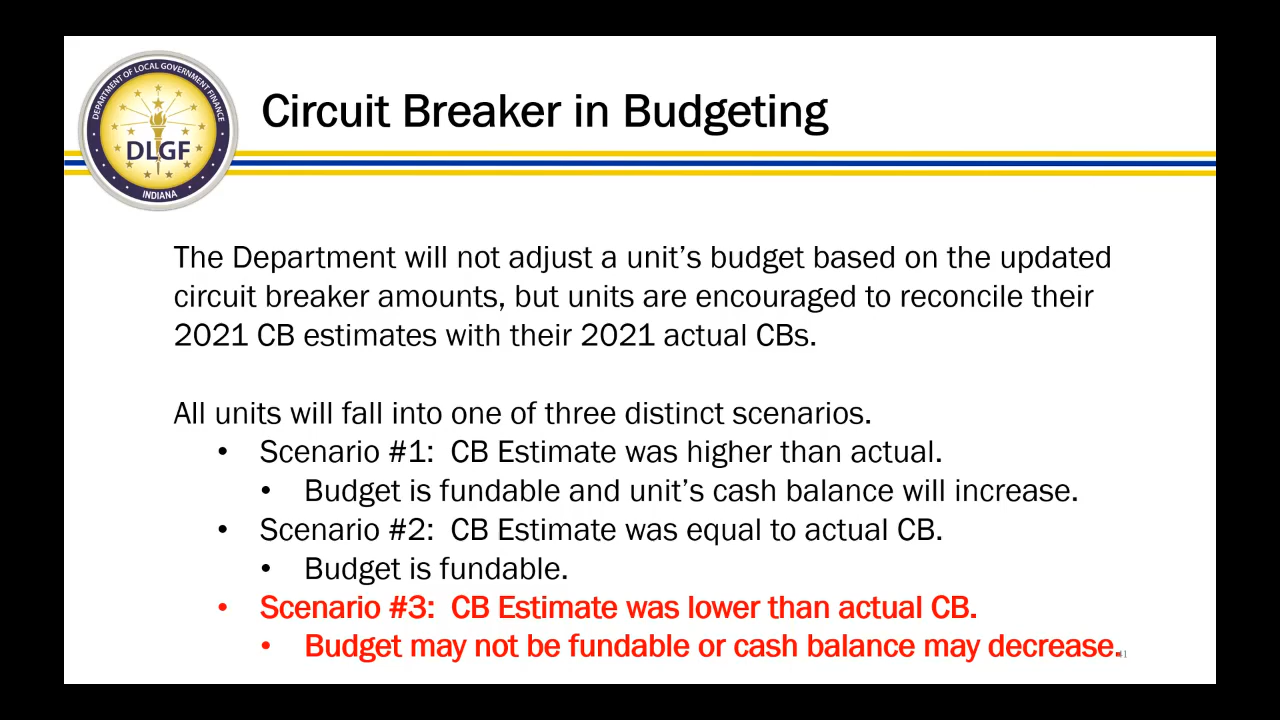 DEPARTMENT OF LOCAL GOVERNMENT FINANCE
DLGF
INDIANA
Circuit Breaker in Budgeting
The Department will not adjust a unit's budget based on the updated
circuit breaker amounts, but units are encouraged to reconcile their
2021 CB estimates with their 2021 actual CBs.
All units will fall into one of three distinct scenarios.
• Scenario #1:  CB Estimate was higher than actual.
• Budget is fundable and unit's cash balance will increase.
• Scenario #2:  CB Estimate was equal to actual CB.
• Budget is fundable.
• Scenario #3:  CB Estimate was lower than actual CB.
• Budget may not be fundable or cash balance may decrease.